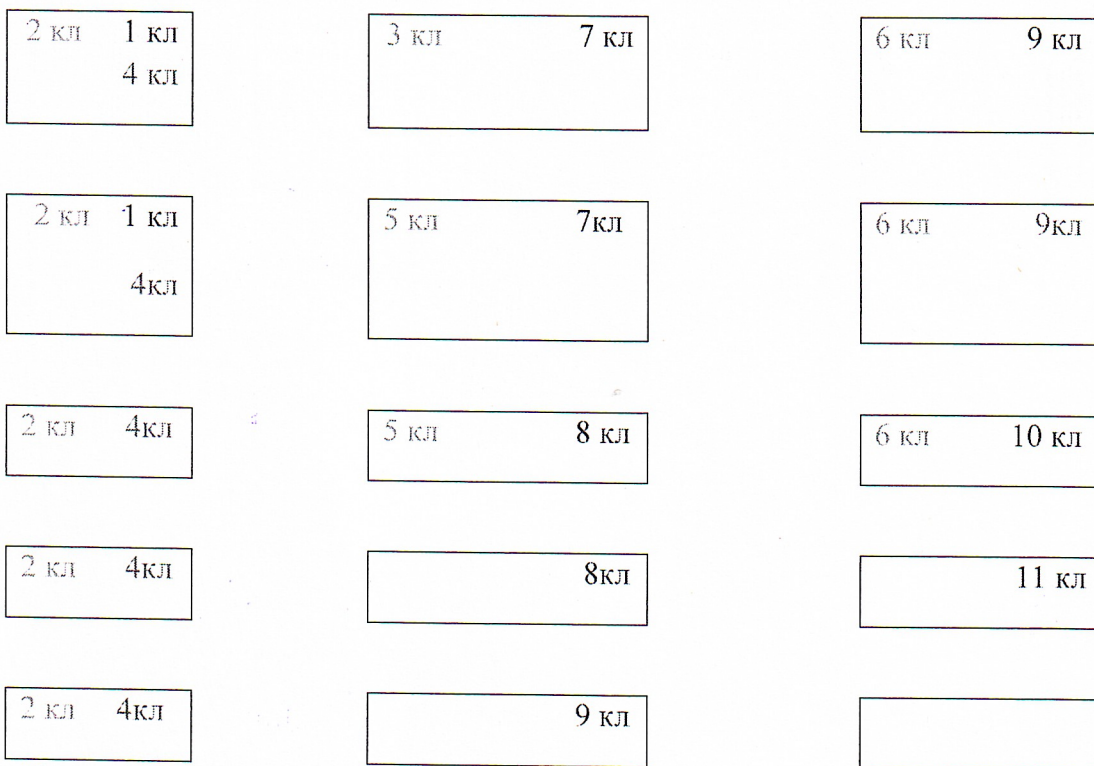 2 кл 1 кл
4 кл
3 кл 7 кл
6 кл 9 кл
2 кл 1 кл
4кл
5 кл 7кл
6 кл 9кл
2 кл 4кл
5 кл 8 кл
6 кл 10 кл
2 кл 4кл
8кл
11 кл
2 кл 4кл
9 кл